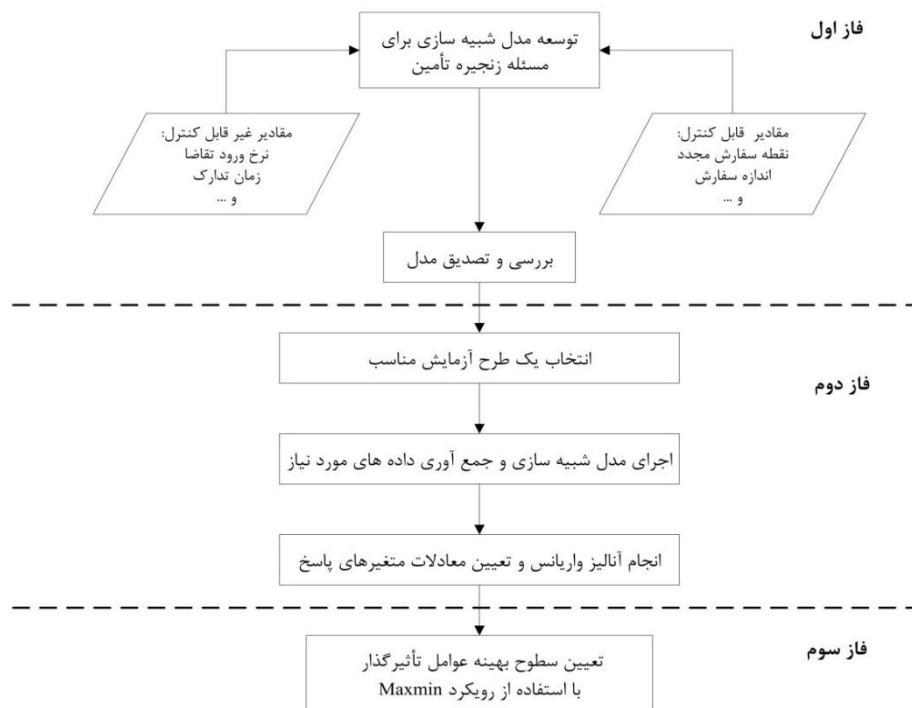 فاز اول
توسعه مدل شبیه سازی برای
مسئله زنجیره تأمین
مقادیر قابل کنترل:
نقطه سفارش مجدد
اندازه سفارش
و ...
مقادیر غیر قابل کنترل:
نرخ ورود تقاضا
زمان تدارک
و ...
بررسی و تصدیق مدل
فاز دوم
انتخاب یک طرح آزمایش مناسب
اجرای مدل شبیه سازی و جمع آوری داده های مورد نیاز
انجام آنالیز واریانس و تعیین معادلات متغیرهای پاسخ
فاز سوم
تعیین سطوح بهینه عوامل تأثیرگذار
با استفاده از رویکرد Maxmin